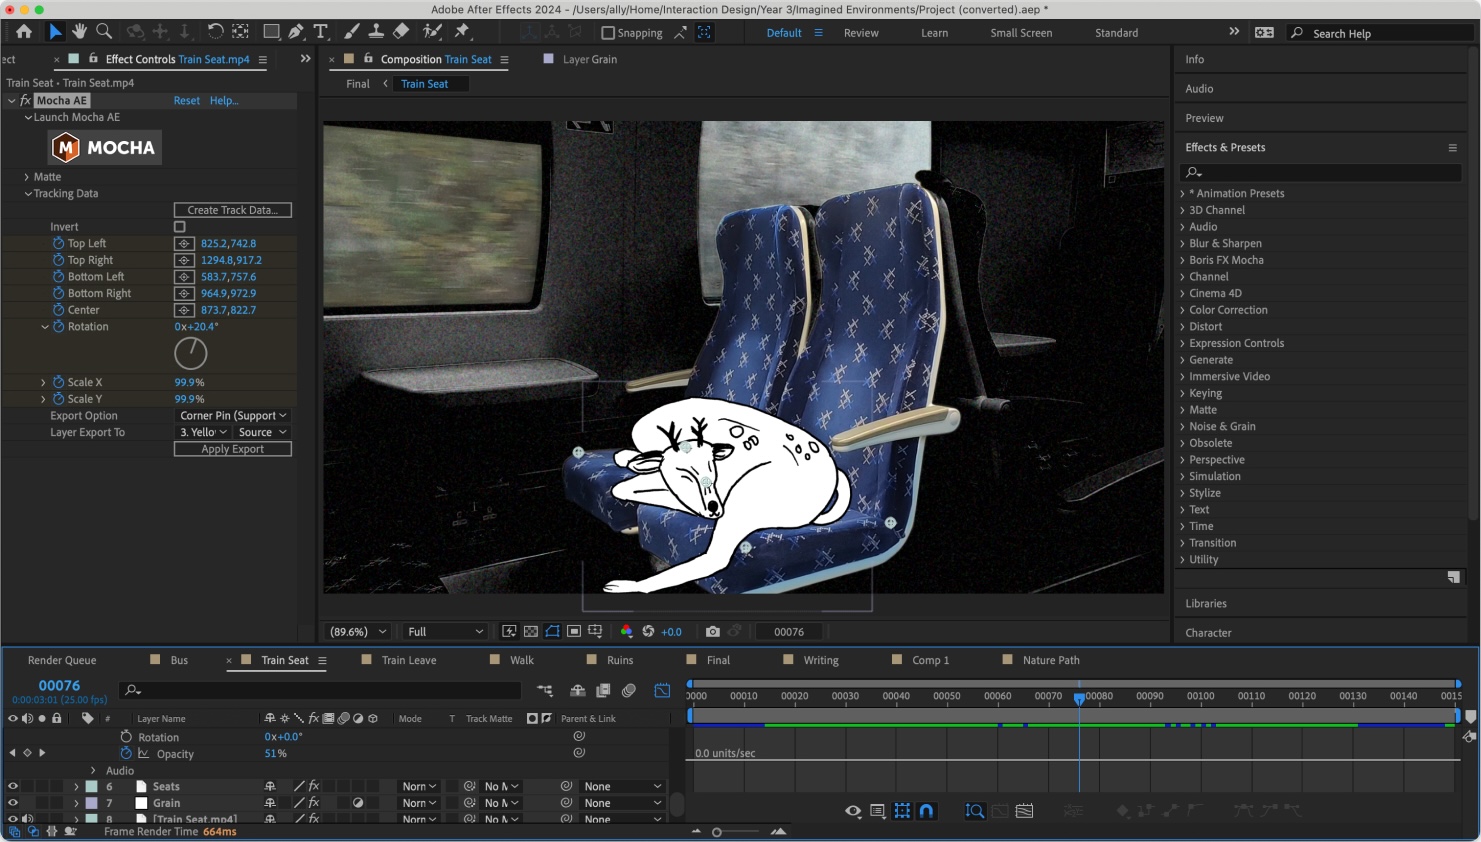 Adobe After Effects 2024 - /Users/ally/Home/Interaction Design/Year 3/Imagined Environments/Project (converted).aep *
Snapping
Default
Review
Learn
Small Screen
Standard
Search Help
ect
Effect Controls Train Seat.mp4
Composition Train Seat
Layer Grain
Info
Train Seat • Train Seat.mp4
Final
Train Seat
Audio
fx Mocha AE Reset Help...
Launch Mocha AE
Preview
MOCHA
Effects & Presets
Matte
Tracking Data
Create Track Data...
Invert
Top Left 825.2,742.8
Top Right 1294.8,917.2
Bottom Left 583.7,757.6
Bottom Right 964.9,972.9
Center 873.7,822.7
Rotation 0x+20.4°
Scale X 99.9%
Scale Y 99.9%
Export Option Corner Pin (Support
Layer Export To 3. Yello Source
Apply Export
* Animation Presets
3D Channel
Audio
Blur & Sharpen
Boris FX Mocha
Channel
Cinema 4D
Color Correction
Distort
Expression Controls
Generate
Immersive Video
Keying
Matte
Noise & Grain
Obsolete
Perspective
Simulation
Stylize
Text
Time
Transition
Utility
Libraries
Character
(89.6%) Full +0.0 00076
Render Queue
Bus
Train Seat
Train Leave
Walk
Ruins
Final
Writing
Comp 1
Nature Path
00076
0:00:03:01 (25.00 fps)
0000 00010 00020 00030 00040 00050 00060 00070 00080 00090 00100 00110 00120 00130 00140 0015
# Layer Name fx Mode T Track Matte Parent & Link
Rotation 0x+0.0°
Opacity 51%
0.0 units/sec
Audio
6 Seats fx Norn No M None
7 Grain fx Norn No M None
8 [Train Seat.mp4] fx Norn No M None
Frame Render Time 664ms